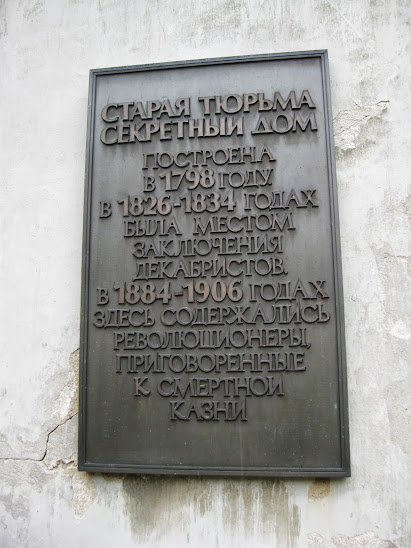 СТАРАЯ ТЮРЬМА
СЕКРЕТНЫЙ ДОМ
ПОСТРОЕНА
В 1798 ГОДУ
В 1826-1834 ГОДАХ
БЫЛА МЕСТОМ
ЗАКЛЮЧЕНИЯ
ДЕКАБРИСТОВ.
В 1884-1906 ГОДАХ
ЗДЕСЬ СОДЕРЖАЛИСЬ
РЕВОЛЮЦИОНЕРЫ,
ПРИГОВОРЕННЫЕ
К СМЕРТНОЙ
КАЗНИ